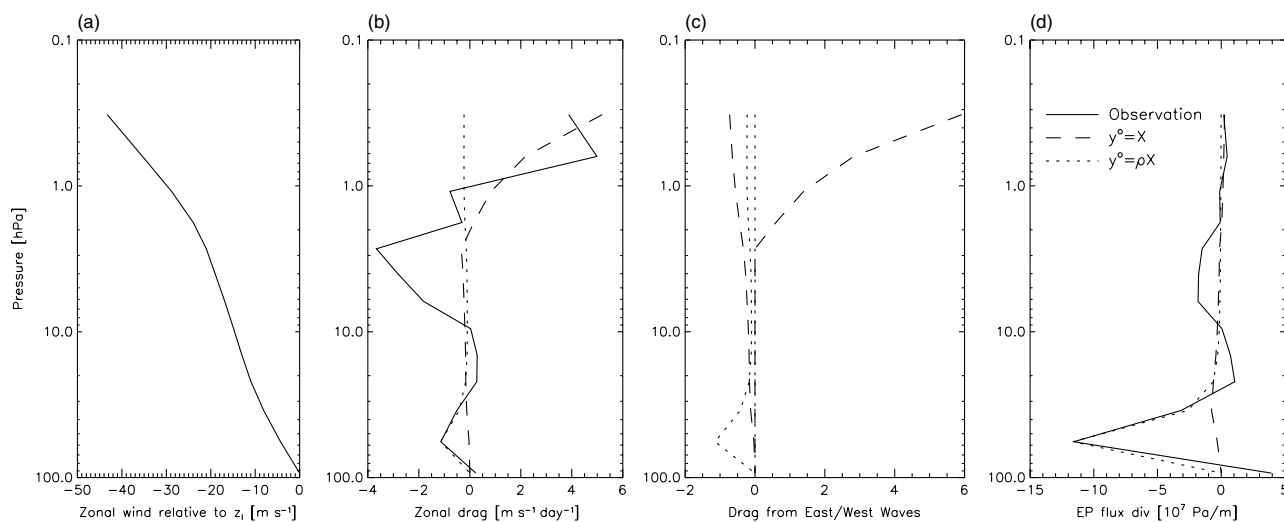 (a) (b) (c) (d)
0.1 0.1 0.1 0.1
Observation
y°=X
y°=ρX
1.0 1.0 1.0 1.0
Pressure [hPa]
10.0 10.0 10.0 10.0
100.0 100.0 100.0 100.0
−50 −40 −30 −20 −10 0 −4 −2 0 2 4 6 −2 0 2 4 6 −15 −10 −5 0 5
Zonal wind relative to z₁ [m s⁻¹] Zonal drag [m s⁻¹ day⁻¹] Drag from East/West Waves EP flux div [10⁷ Pa/m]